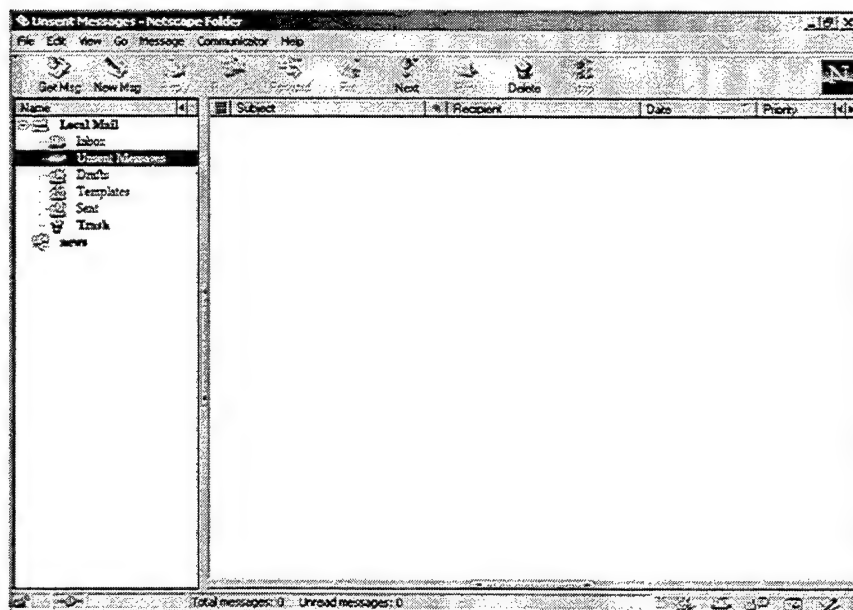 Unsent Messages - Netscape Folder
File Edit View Go Message Communicator Help
Get Msg New Msg Next Delete
N
Name Subject Recipient Date Priority
Local Mail
Inbox
Unsent Messages
Drafts
Templates
Sent
Trash
news
Total messages: 0 Unread messages: 0